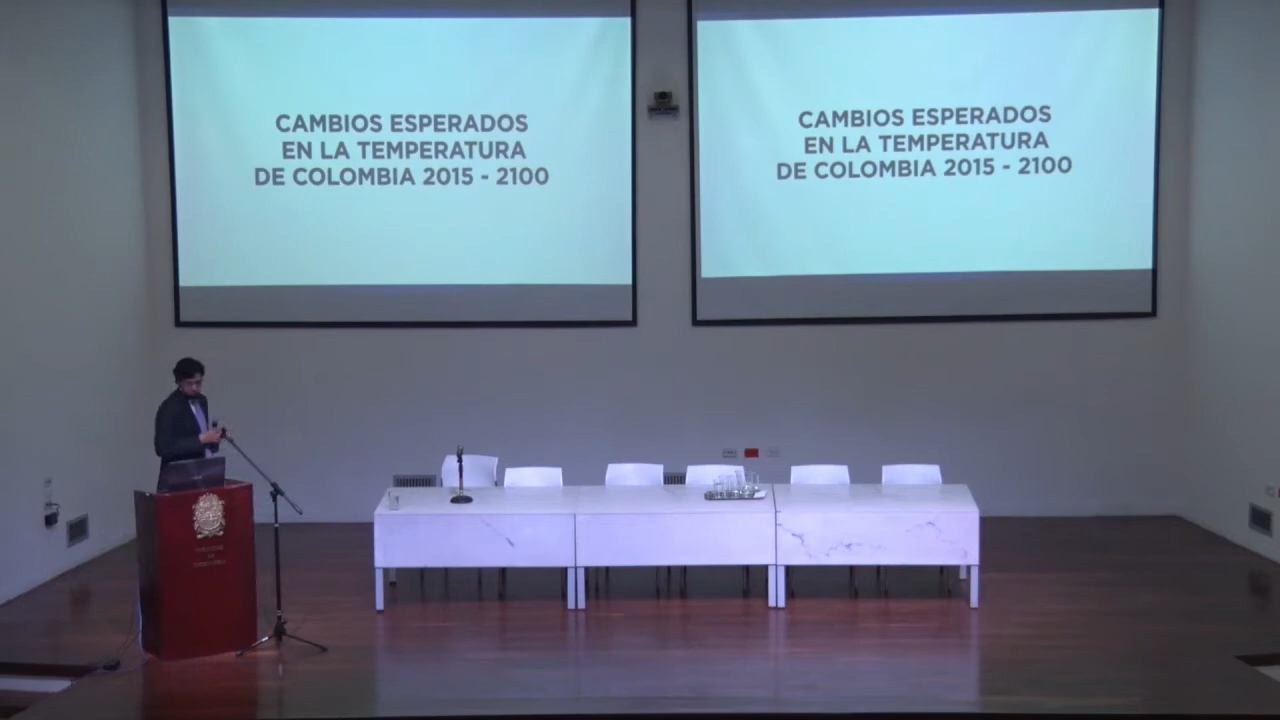 CAMBIOS ESPERADOS
EN LA TEMPERATURA
DE COLOMBIA 2015 - 2100
CAMBIOS ESPERADOS
EN LA TEMPERATURA
DE COLOMBIA 2015 - 2100